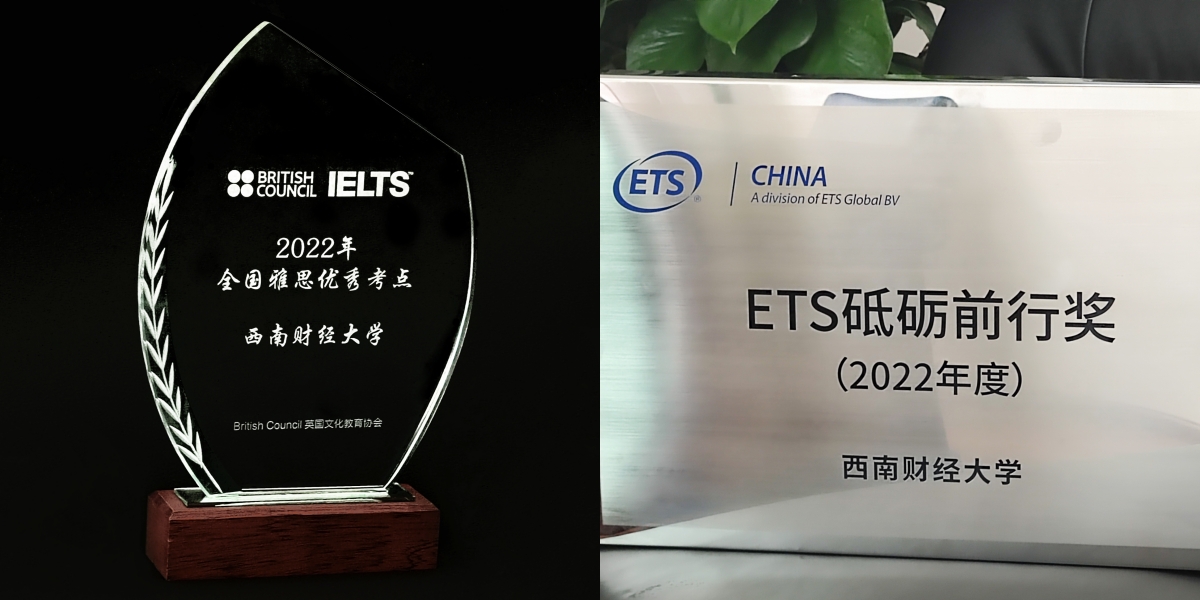 BRITISH COUNCIL IELTS™
2022年
全国雅思优秀考点
西南财经大学
British Council 英国文化教育协会
ETS® CHINA
A division of ETS Global BV
ETS砥砺前行奖
（2022年度）
西南财经大学